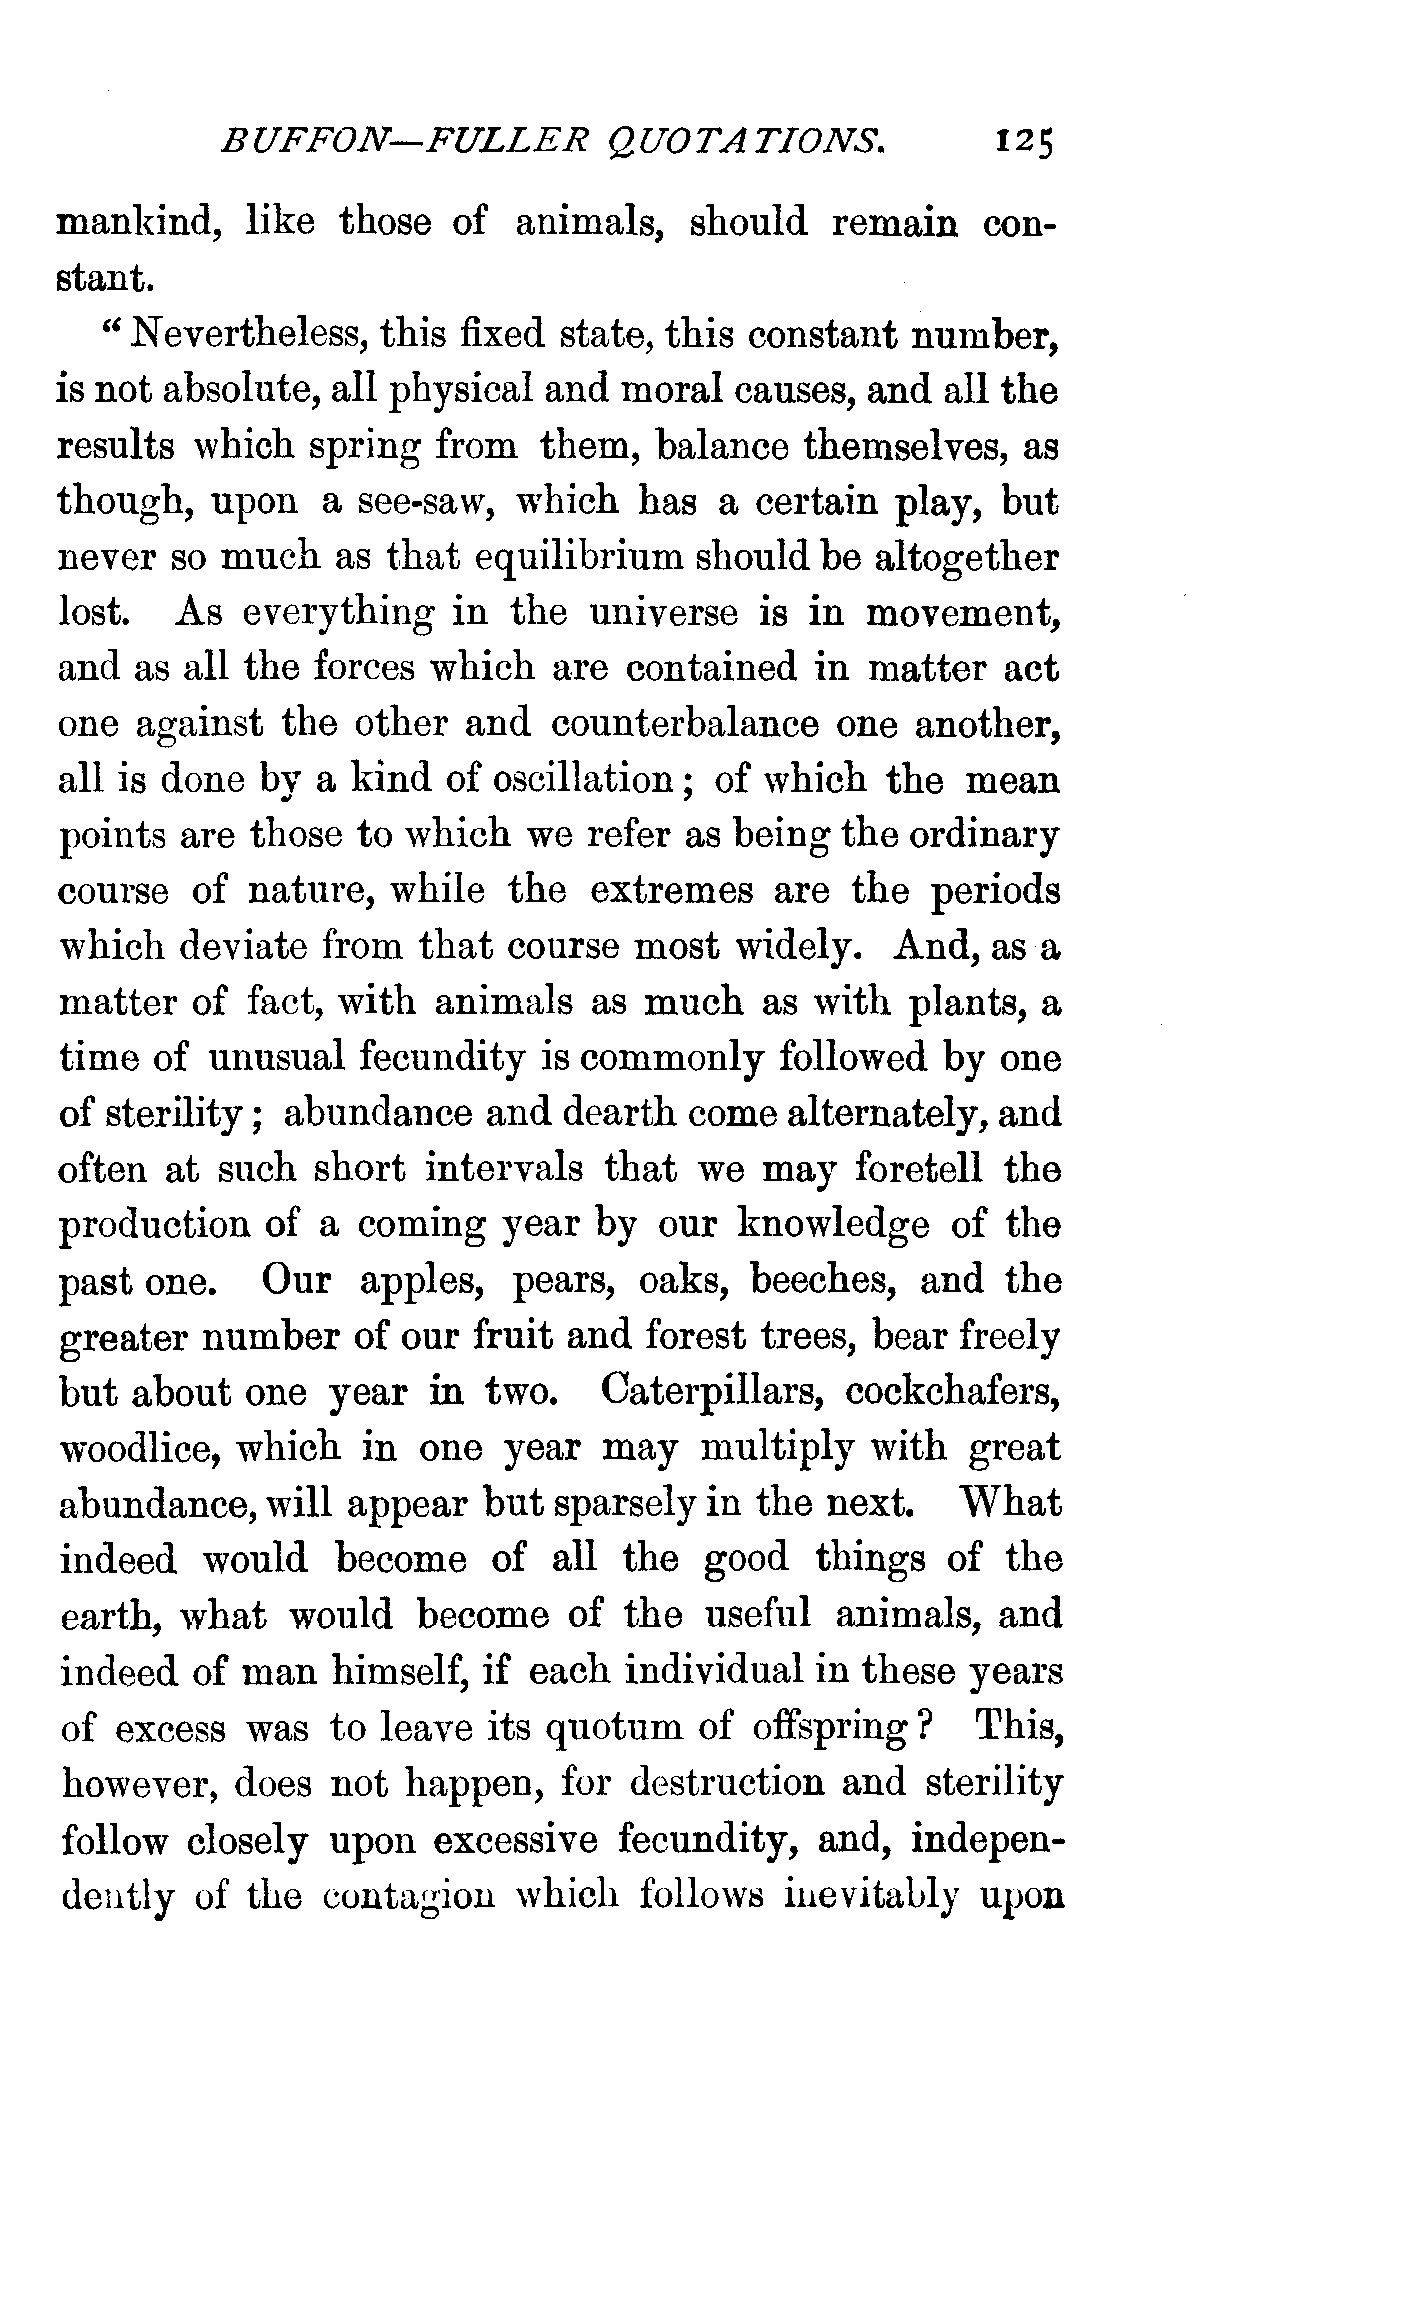 BUFFON—FULLER QUOTATIONS. 125
mankind, like those of animals, should remain con-
stant.
“Nevertheless, this fixed state, this constant number,
is not absolute, all physical and moral causes, and all the
results which spring from them, balance themselves, as
though, upon a see-saw, which has a certain play, but
never so much as that equilibrium should be altogether
lost. As everything in the universe is in movement,
and as all the forces which are contained in matter act
one against the other and counterbalance one another,
all is done by a kind of oscillation; of which the mean
points are those to which we refer as being the ordinary
course of nature, while the extremes are the periods
which deviate from that course most widely. And, as a
matter of fact, with animals as much as with plants, a
time of unusual fecundity is commonly followed by one
of sterility; abundance and dearth come alternately, and
often at such short intervals that we may foretell the
production of a coming year by our knowledge of the
past one. Our apples, pears, oaks, beeches, and the
greater number of our fruit and forest trees, bear freely
but about one year in two. Caterpillars, cockchafers,
woodlice, which in one year may multiply with great
abundance, will appear but sparsely in the next. What
indeed would become of all the good things of the
earth, what would become of the useful animals, and
indeed of man himself, if each individual in these years
of excess was to leave its quotum of offspring? This,
however, does not happen, for destruction and sterility
follow closely upon excessive fecundity, and, indepen-
dently of the contagion which follows inevitably upon